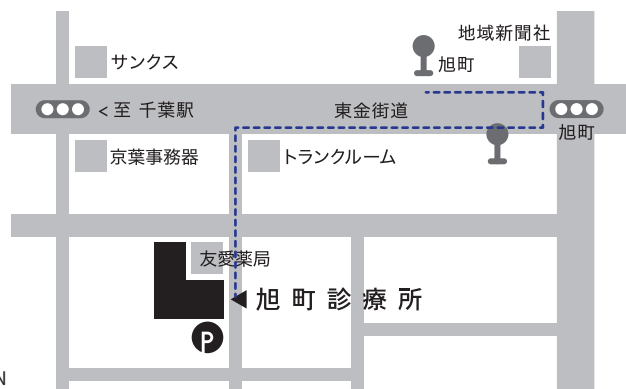 地域新聞社
サンクス
旭町
< 至 千葉駅
東金街道
旭町
京葉事務器
トランクルーム
友愛薬局
旭町診療所
P
N